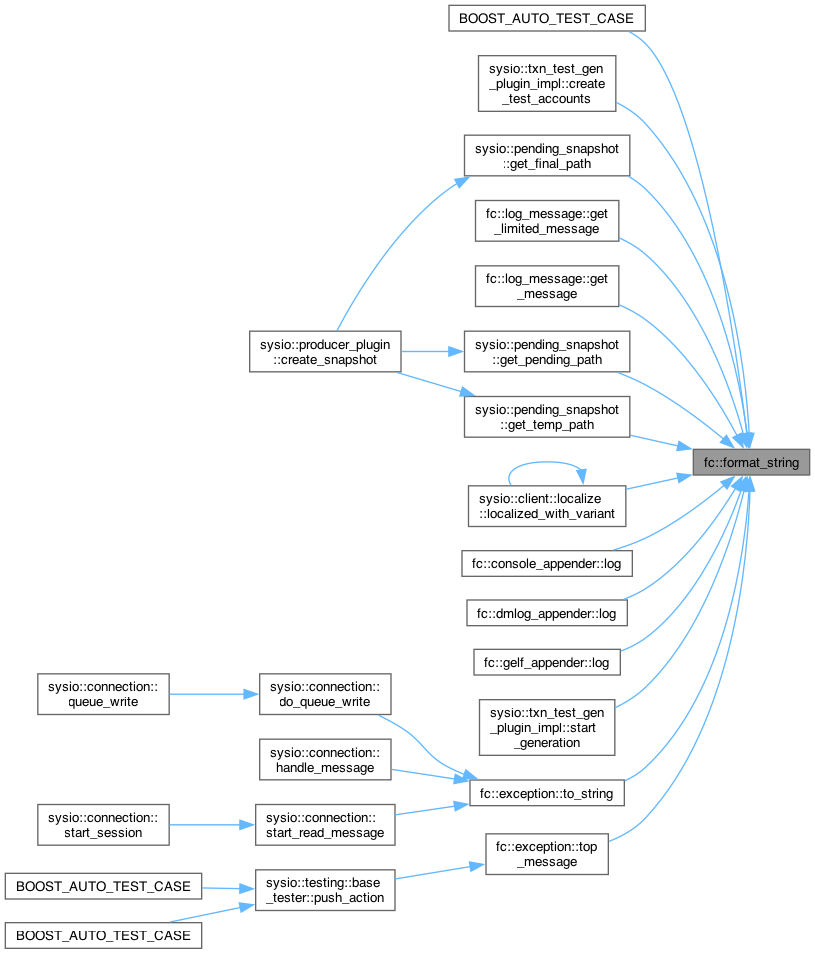 BOOST_AUTO_TEST_CASE
sysio::txn_test_gen
_plugin_impl::create
_test_accounts
sysio::pending_snapshot
::get_final_path
fc::log_message::get
_limited_message
fc::log_message::get
_message
sysio::producer_plugin
::create_snapshot
sysio::pending_snapshot
::get_pending_path
sysio::pending_snapshot
::get_temp_path
fc::format_string
sysio::client::localize
::localized_with_variant
fc::console_appender::log
fc::dmlog_appender::log
fc::gelf_appender::log
sysio::connection::
queue_write
sysio::connection::
do_queue_write
sysio::txn_test_gen
_plugin_impl::start
_generation
sysio::connection::
handle_message
fc::exception::to_string
sysio::connection::
start_session
sysio::connection::
start_read_message
fc::exception::top
_message
BOOST_AUTO_TEST_CASE
sysio::testing::base
_tester::push_action
BOOST_AUTO_TEST_CASE